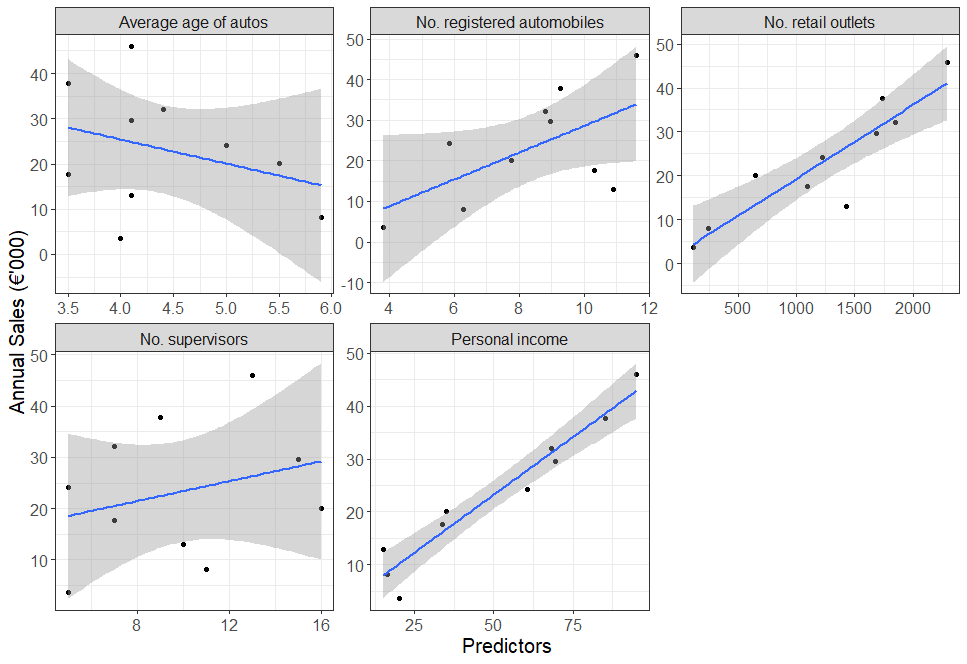 Average age of autos
No. registered automobiles
No. retail outlets
40
30
20
10
0
3.5 4.0 4.5 5.0 5.5 6.0
50
40
30
20
10
0
-10
4 6 8 10 12
50
40
30
20
10
0
500 1000 1500 2000
Annual Sales (€'000)
No. supervisors
Personal income
50
40
30
20
10
8 12 16
50
40
30
20
10
25 50 75
Predictors